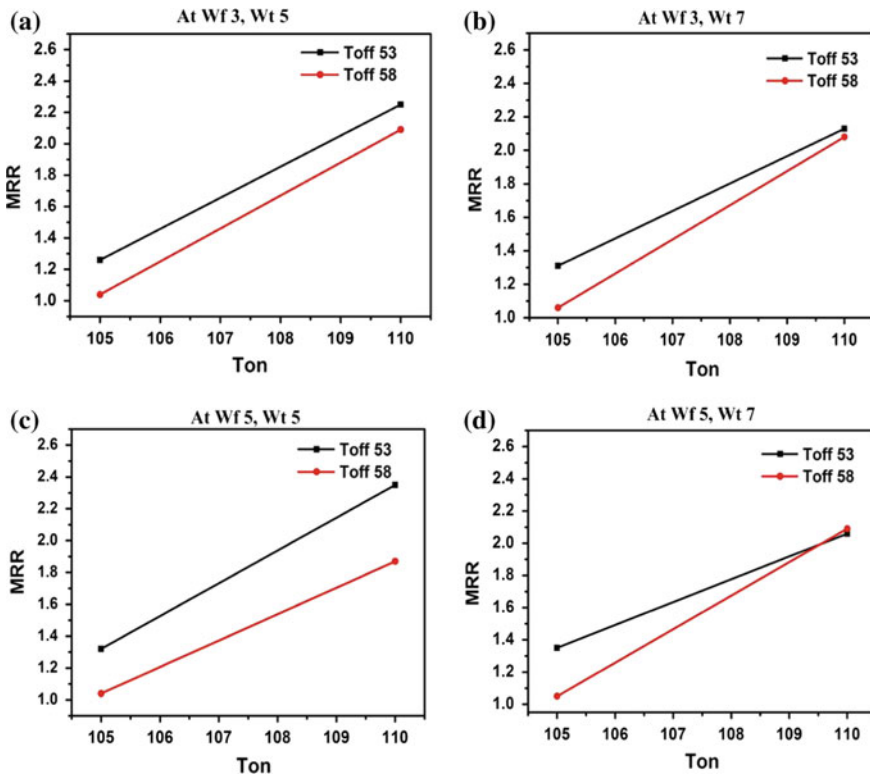 (a)
At Wf 3, Wt 5
Toff 53
Toff 58
MRR
2.6
2.4
2.2
2.0
1.8
1.6
1.4
1.2
1.0
105 106 107 108 109 110
Ton
(b)
At Wf 3, Wt 7
Toff 53
Toff 58
MRR
2.6
2.4
2.2
2.0
1.8
1.6
1.4
1.2
1.0
105 106 107 108 109 110
Ton
(c)
At Wf 5, Wt 5
Toff 53
Toff 58
MRR
2.6
2.4
2.2
2.0
1.8
1.6
1.4
1.2
1.0
105 106 107 108 109 110
Ton
(d)
At Wf 5, Wt 7
Toff 53
Toff 58
MRR
2.6
2.4
2.2
2.0
1.8
1.6
1.4
1.2
1.0
105 106 107 108 109 110
Ton